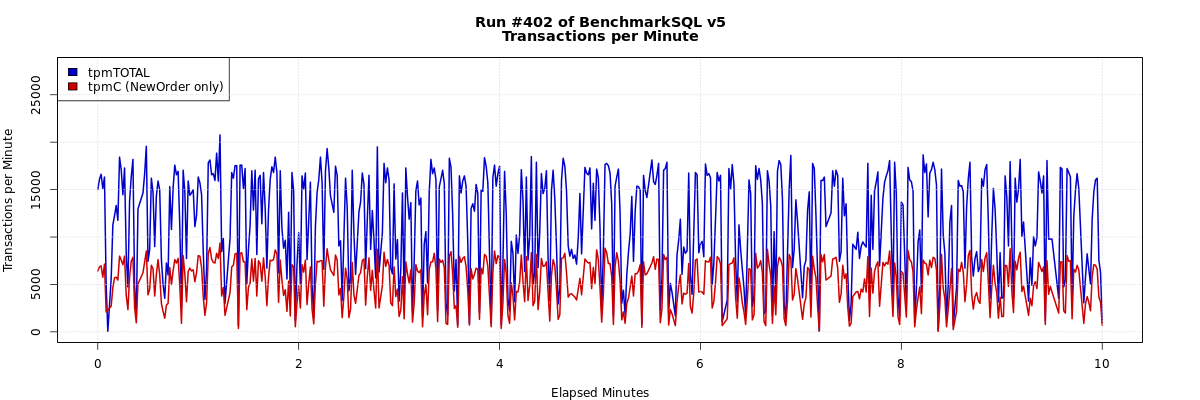 Run #402 of BenchmarkSQL v5
Transactions per Minute
tpmTOTAL
tpmC (NewOrder only)
Transactions per Minute
25000
15000
5000
0
0 2 4 6 8 10
Elapsed Minutes